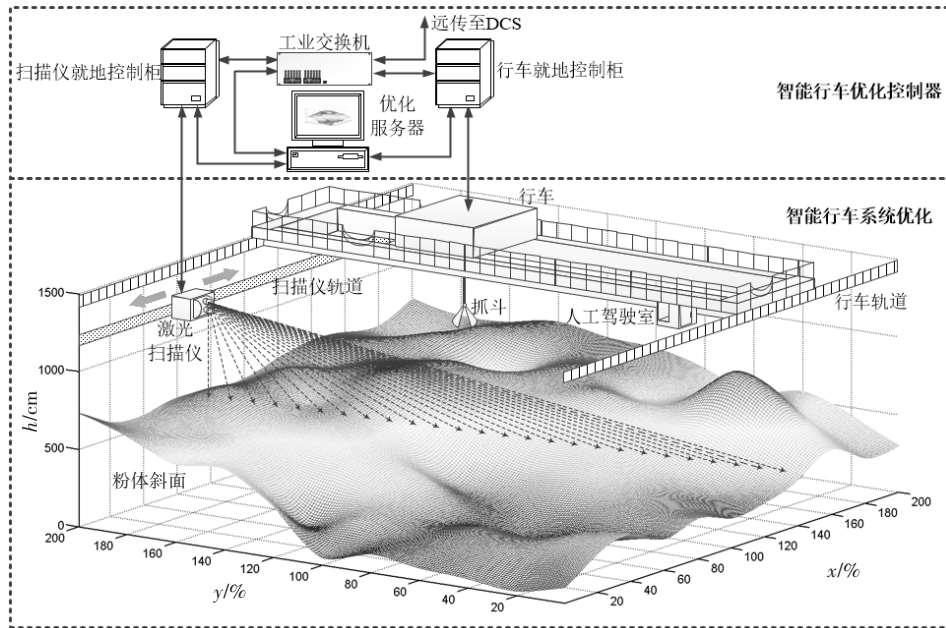 远传至DCS
工业交换机
扫描仪就地控制柜
行车就地控制柜
优化
服务器
智能行车优化控制器
行车
智能行车系统优化
扫描仪轨道
行车轨道
激光
扫描仪
抓斗
人工驾驶室
粉体斜面
h/cm
1500
1000
500
0
200
180
160
140
120
100
80
60
40
20
y/%
20
40
60
80
100
120
140
160
180
200
x/%